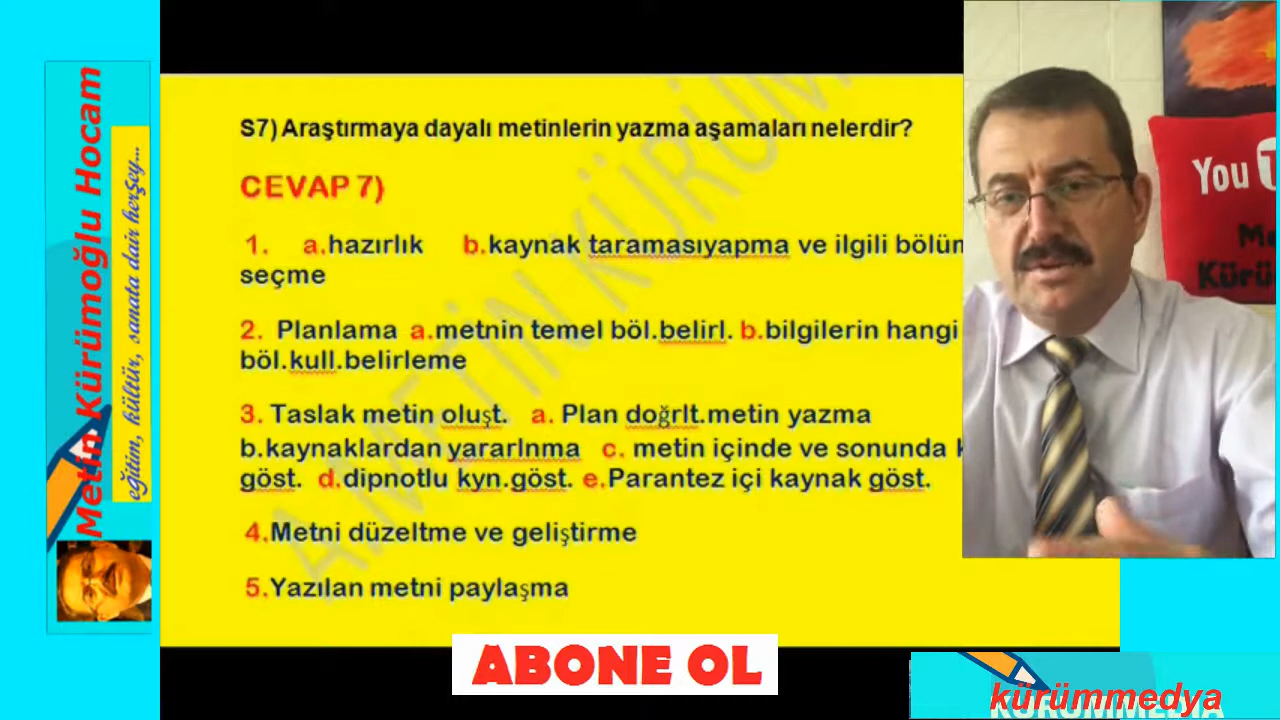 Metin Kürümoğlu Hocam
eğitim, kültür, sanata dair herşey...
S7) Araştırmaya dayalı metinlerin yazma aşamaları nelerdir?
CEVAP 7)
1. a.hazırlık b.kaynak taramasıyapma ve ilgili
seçme
2. Planlama a.metnin temel böl.belirl. b.bilgilerin hangi
böl.kull.belirleme
3. Taslak metin oluşt. a. Plan doğrlt.metin yazma
b.kaynaklardan yararlnma c. metin içinde ve sonunda
göst. d.dipnotlu kyn.göst. e.Parantez içi kaynak göst.
4.Metni düzeltme ve geliştirme
5.Yazılan metni paylaşma
A.METİN KÜRÜM
You
ABONE OL
kürümmedya
KÜRÜMMEDYA